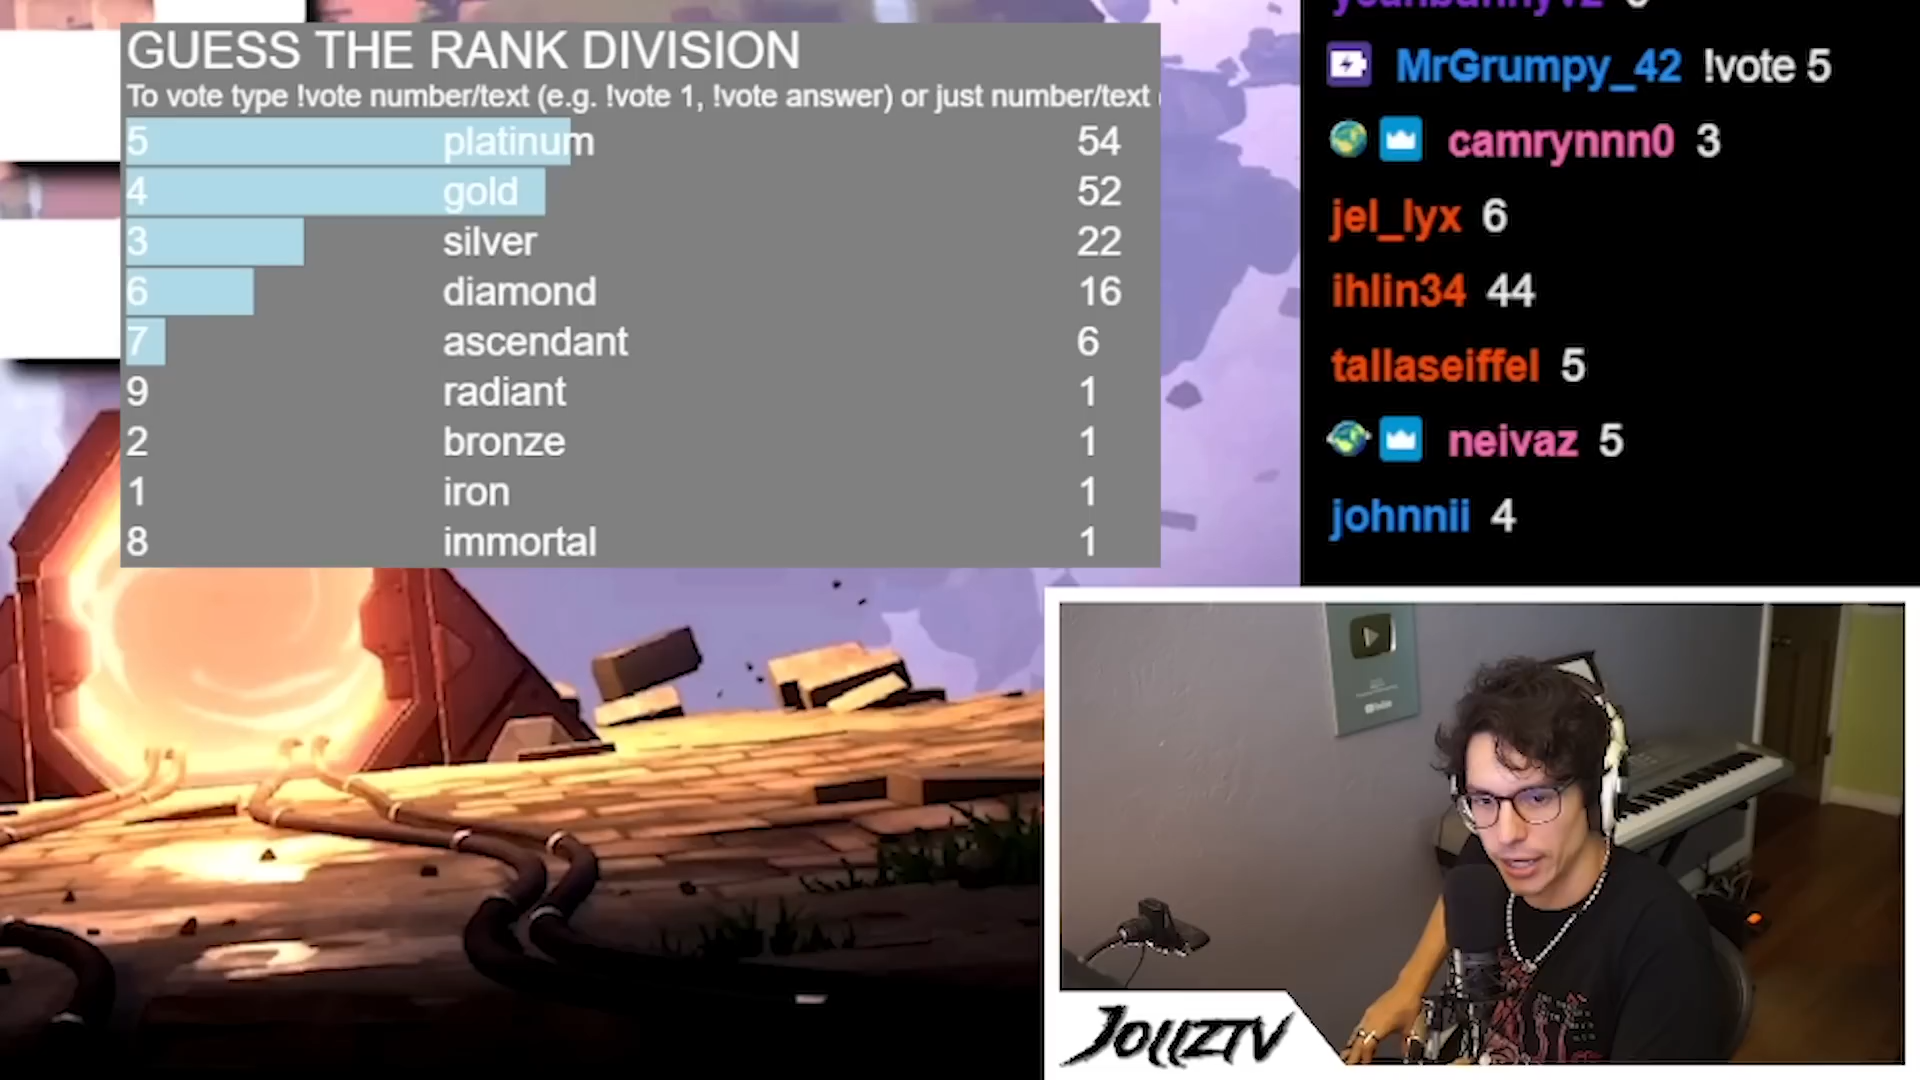 GUESS THE RANK DIVISION
To vote type !vote number/text (e.g. !vote 1, !vote answer) or just number/text
5 platinum 54
4 gold 52
3 silver 22
6 diamond 16
7 ascendant 6
9 radiant 1
2 bronze 1
1 iron 1
8 immortal 1
MrGrumpy_42 !vote 5
camrynnn0 3
jel_lyx 6
ihlin34 44
tallaseiffel 5
neivaz 5
johnnii 4
YouTube
JOLLZTV